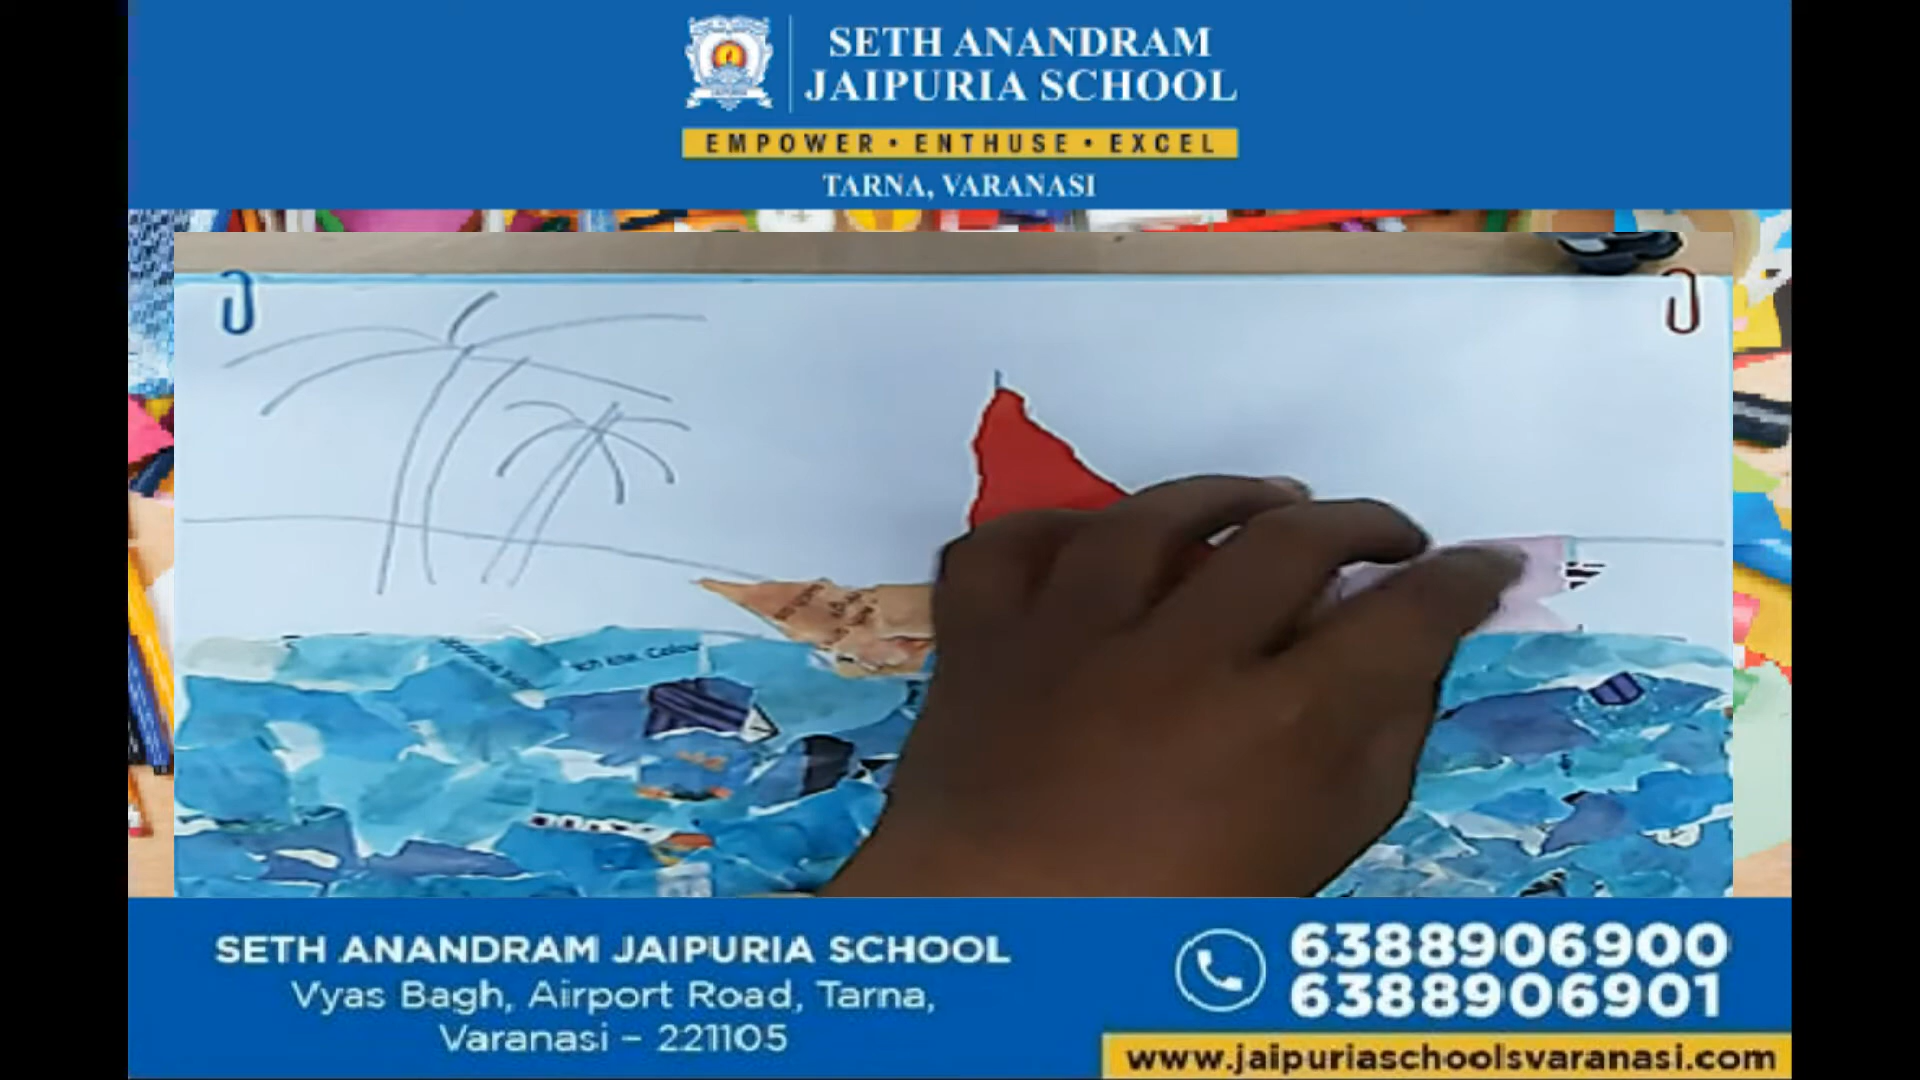 SETH ANANDRAM
JAIPURIA SCHOOL
EMPOWER • ENTHUSE • EXCEL
TARNA, VARANASI
SETH ANANDRAM JAIPURIA SCHOOL
Vyas Bagh, Airport Road, Tarna,
Varanasi – 221105
6388906900
6388906901
www.jaipuriaschoolsvaranasi.com